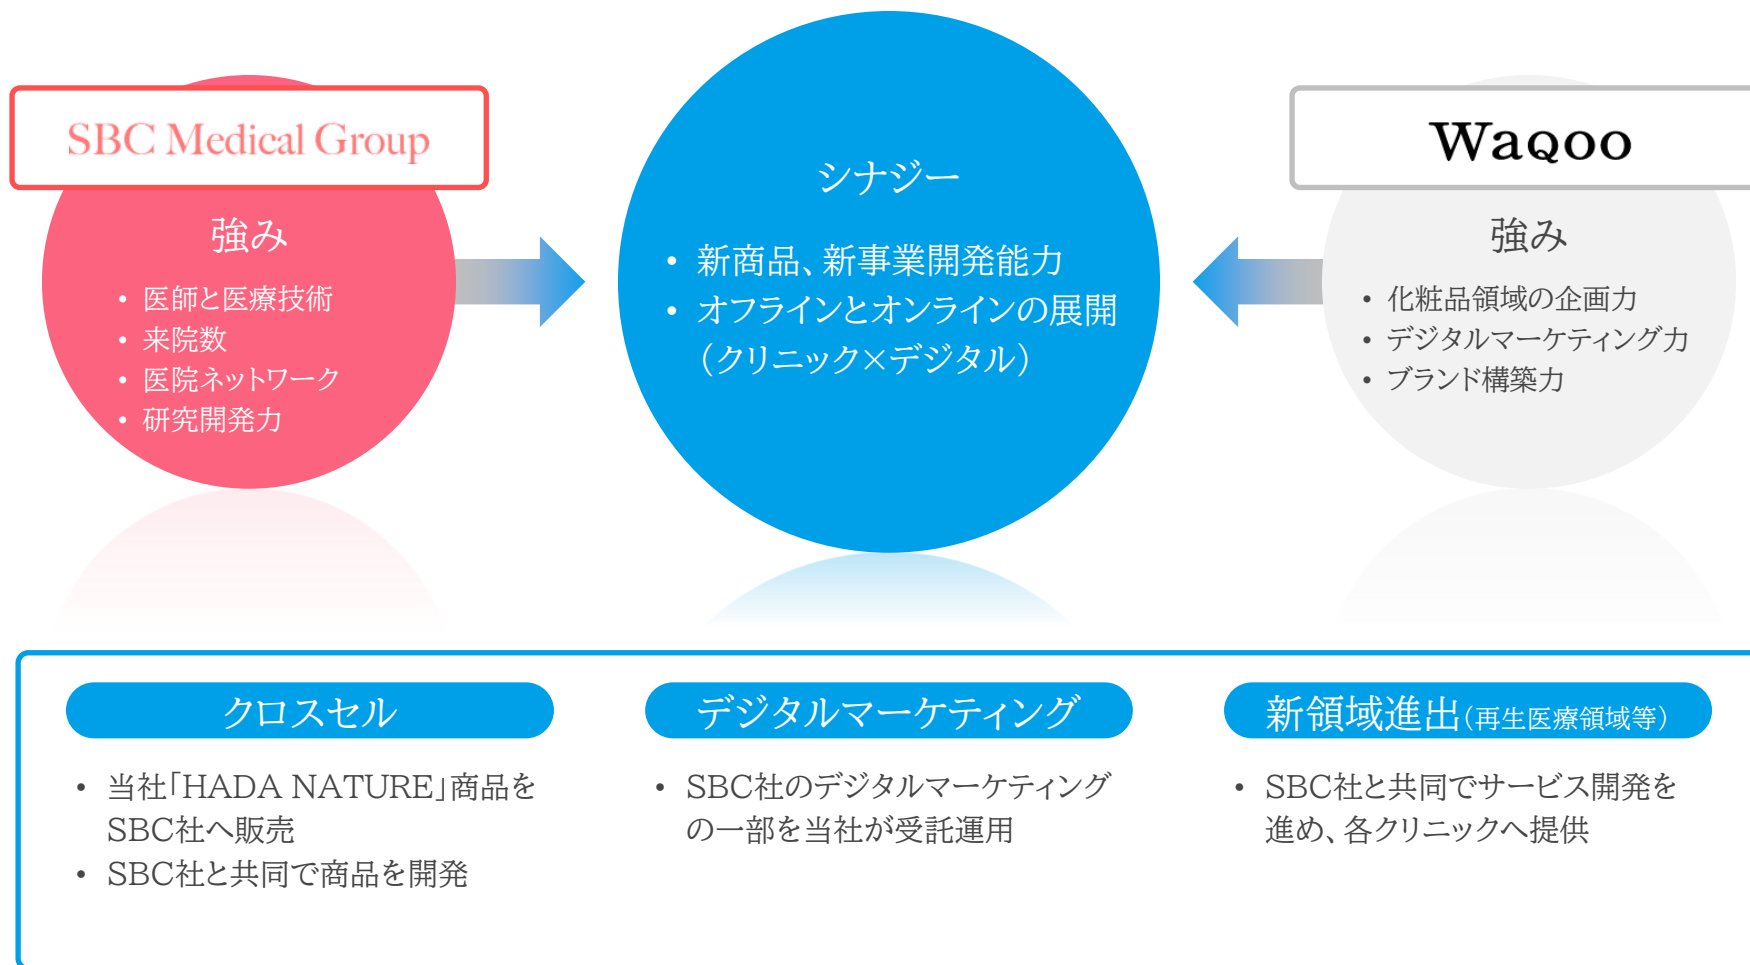 SBC Medical Group
強み
• 医師と医療技術
• 来院数
• 医院ネットワーク
• 研究開発力
シナジー
• 新商品、新事業開発能力
• オフラインとオンラインの展開
（クリニック×デジタル）
Waqoo
強み
• 化粧品領域の企画力
• デジタルマーケティング力
• ブランド構築力
クロスセル
• 当社「HADA NATURE」商品を
SBC社へ販売
• SBC社と共同で商品を開発
デジタルマーケティング
• SBC社のデジタルマーケティング
の一部を当社が受託運用
新領域進出（再生医療領域等）
• SBC社と共同でサービス開発を
進め、各クリニックへ提供